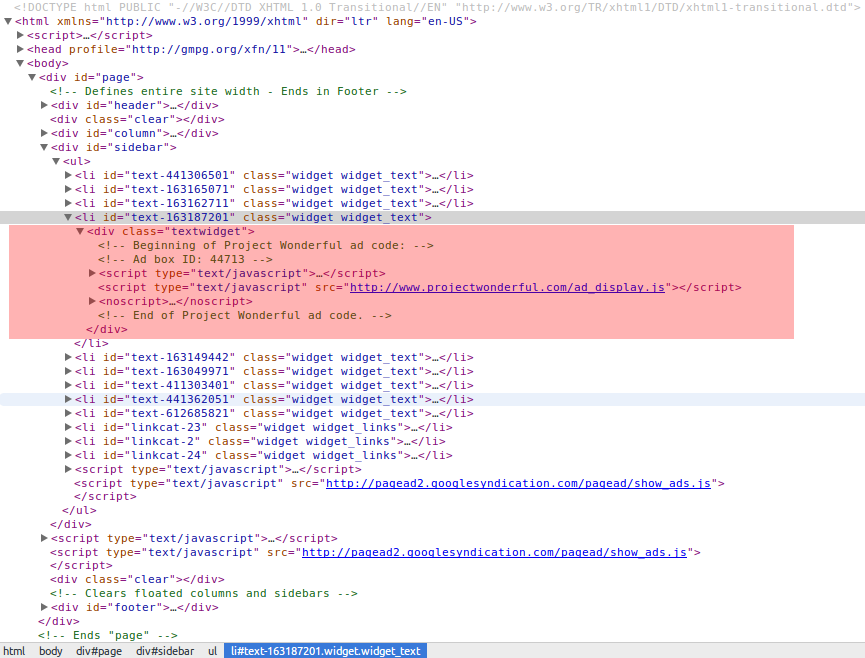 <!DOCTYPE html PUBLIC "-//W3C//DTD XHTML 1.0 Transitional//EN" "http://www.w3.org/TR/xhtml1/DTD/xhtml1-transitional.dtd">
▼<html xmlns="http://www.w3.org/1999/xhtml" dir="ltr" lang="en-US">
▶<script>…</script>
▶<head profile="http://gmpg.org/xfn/11">…</head>
▼<body>
▼<div id="page">
<!-- Defines entire site width - Ends in Footer -->
▶<div id="header">…</div>
<div class="clear"></div>
▶<div id="column">…</div>
▼<div id="sidebar">
▼<ul>
▶<li id="text-441306501" class="widget widget_text">…</li>
▶<li id="text-163165071" class="widget widget_text">…</li>
▶<li id="text-163162711" class="widget widget_text">…</li>
▼<li id="text-163187201" class="widget widget_text">
▼<div class="textwidget">
<!-- Beginning of Project Wonderful ad code: -->
<!-- Ad box ID: 44713 -->
▶<script type="text/javascript">…</script>
<script type="text/javascript" src="http://www.projectwonderful.com/ad_display.js"></script>
▶<noscript>…</noscript>
<!-- End of Project Wonderful ad code. -->
</div>
</li>
▶<li id="text-163149442" class="widget widget_text">…</li>
▶<li id="text-163049971" class="widget widget_text">…</li>
▶<li id="text-411303401" class="widget widget_text">…</li>
▶<li id="text-441362051" class="widget widget_text">…</li>
▶<li id="text-612685821" class="widget widget_text">…</li>
▶<li id="linkcat-23" class="widget widget_links">…</li>
▶<li id="linkcat-2" class="widget widget_links">…</li>
▶<li id="linkcat-24" class="widget widget_links">…</li>
▶<script type="text/javascript">…</script>
<script type="text/javascript" src="http://pagead2.googlesyndication.com/pagead/show_ads.js">
</script>
</ul>
</div>
▶<script type="text/javascript">…</script>
<script type="text/javascript" src="http://pagead2.googlesyndication.com/pagead/show_ads.js">
</script>
<div class="clear"></div>
<!-- Clears floated columns and sidebars -->
▶<div id="footer">…</div>
</div>
<!-- Ends "page" -->
html body div#page div#sidebar ul li#text-163187201.widget.widget_text